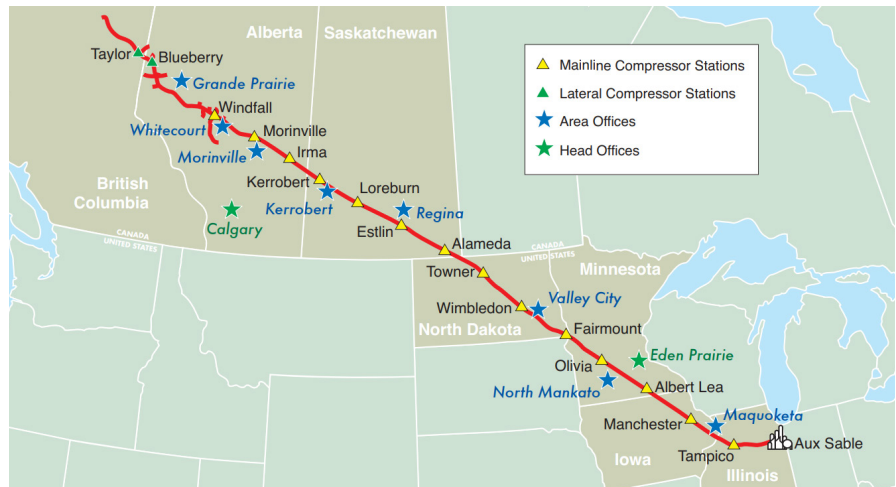 Alberta
Saskatchewan
Taylor
Blueberry
Grande Prairie
Windfall
Whitecourt
Morinville
Morinville
Irma
Kerrobert
Loreburn
British
Columbia
Calgary
Kerrobert
Regina
Estlin
CANADA
UNITED STATES
Alameda
CANADA
UNITED STATES
Towner
Minnesota
Wimbledon
Valley City
North Dakota
Fairmount
Olivia
Eden Prairie
North Mankato
Albert Lea
Manchester
Maquoketa
Iowa
Tampico
Aux Sable
Illinois
Mainline Compressor Stations
Lateral Compressor Stations
Area Offices
Head Offices